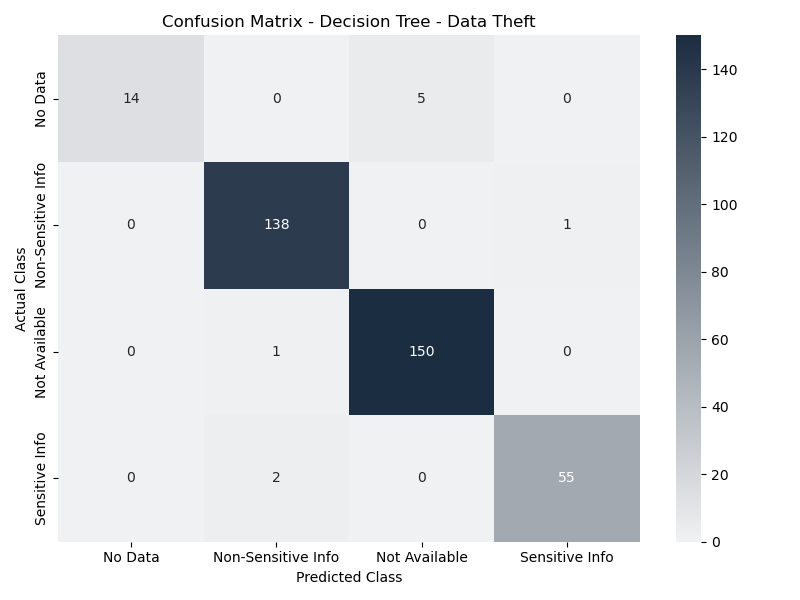 Confusion Matrix - Decision Tree - Data Theft
Actual Class
No Data
14 0 5 0
Non-Sensitive Info
0 138 0 1
Not Available
0 1 150 0
Sensitive Info
0 2 0 55
No Data Non-Sensitive Info Not Available Sensitive Info
Predicted Class
140
120
100
80
60
40
20
0